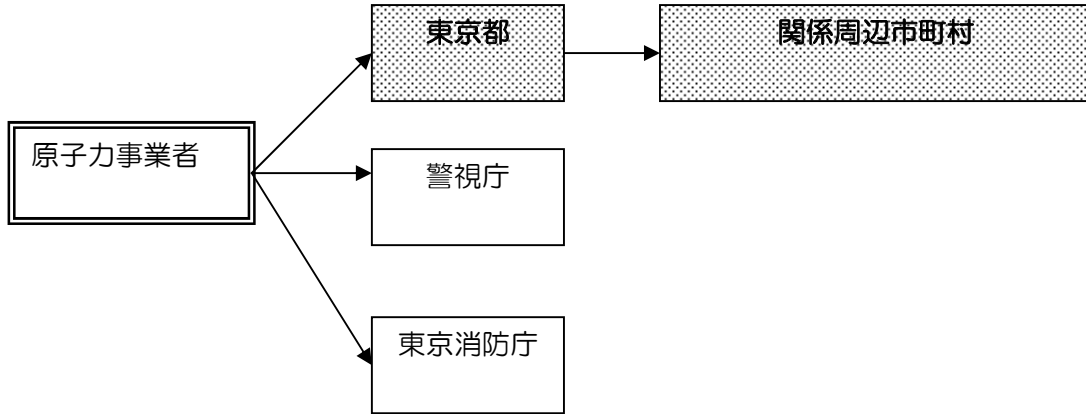 東京都
関係周辺市町村
原子力事業者
警視庁
東京消防庁